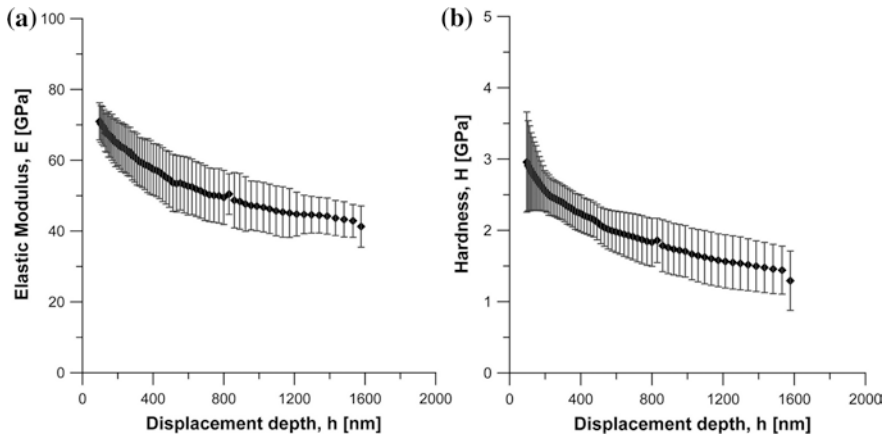 (a)
100
80
60
40
20
0
Elastic Modulus, E [GPa]
0 400 800 1200 1600 2000
Displacement depth, h [nm]
(b)
5
4
3
2
1
0
Hardness, H [GPa]
0 400 800 1200 1600 2000
Displacement depth, h [nm]